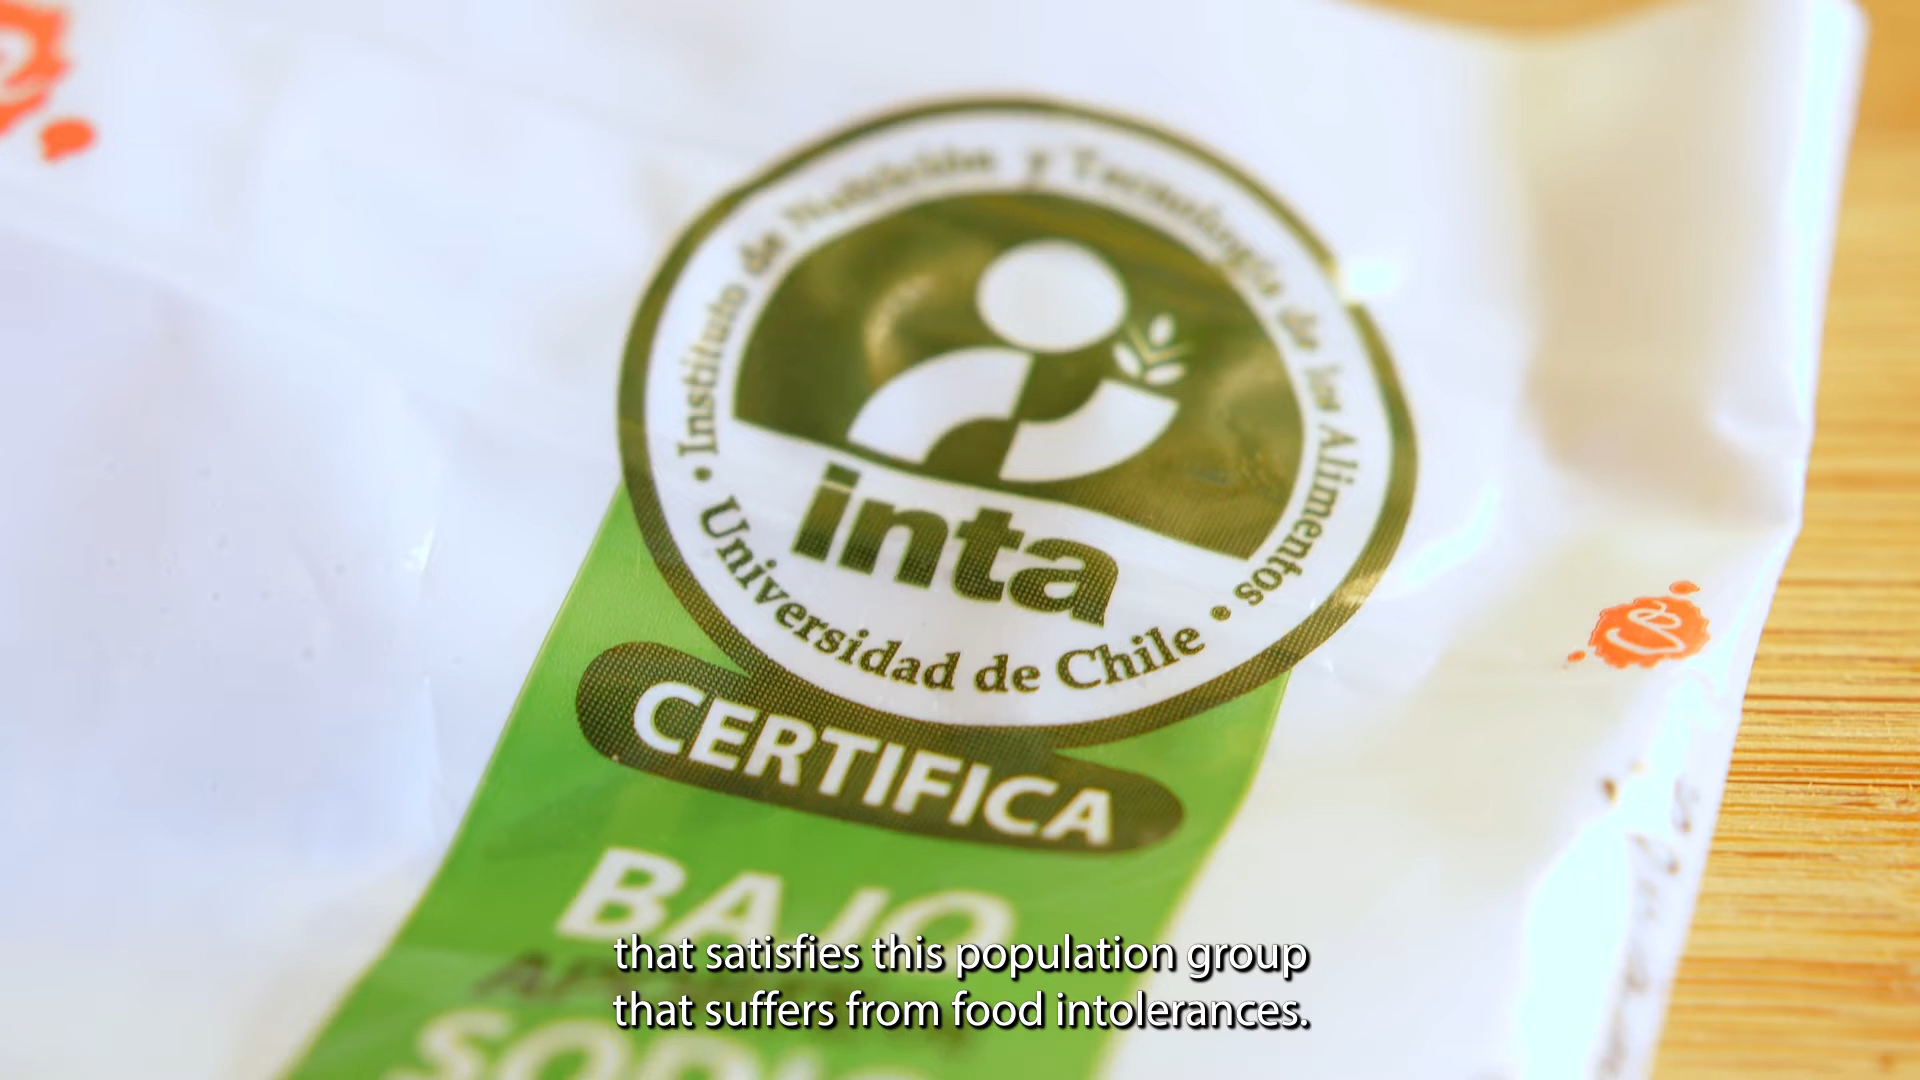 Instituto de Nutrición y Tecnología de los Alimentos
inta
Universidad de Chile
CERTIFICA
BAJO
that satisfies this population group
SODIO
that suffers from food intolerances.